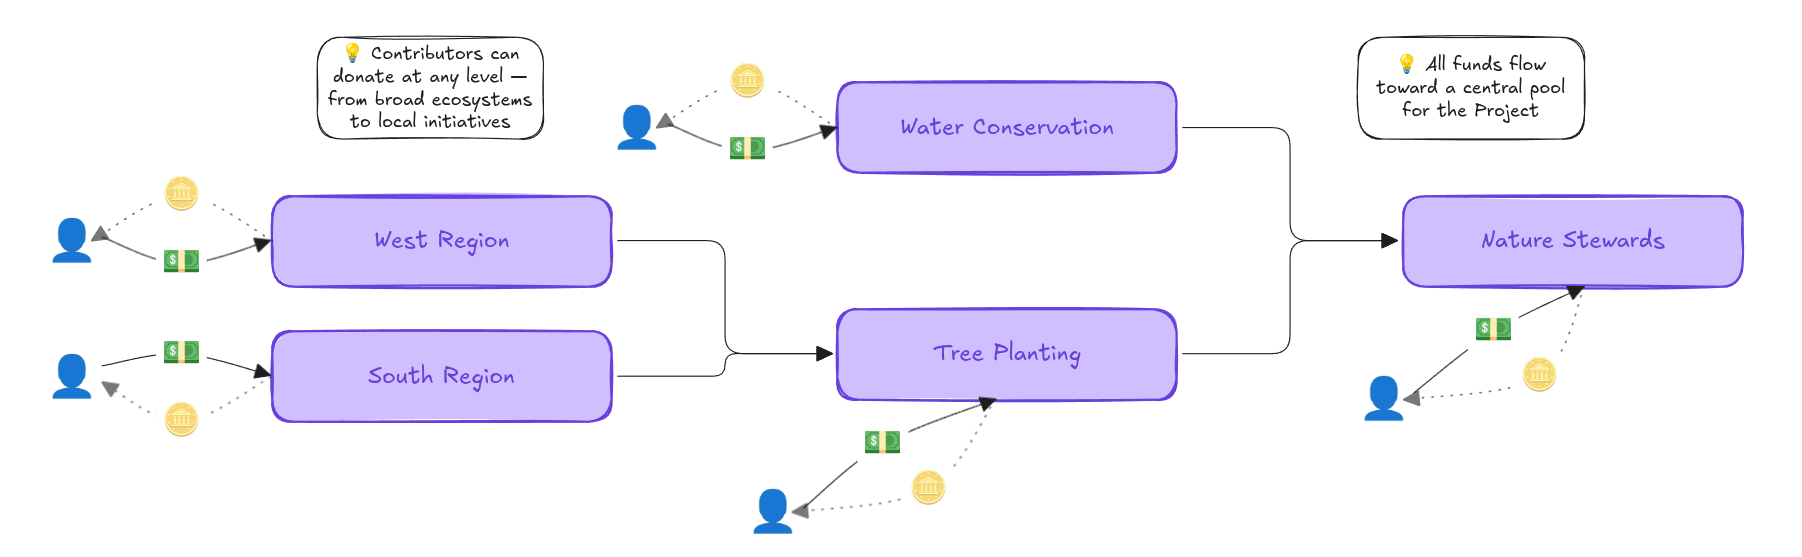 💡 Contributors can
donate at any level —
from broad ecosystems
to local initiatives
💡 All funds flow
toward a central pool
for the Project
Water Conservation
West Region
Nature Stewards
South Region
Tree Planting